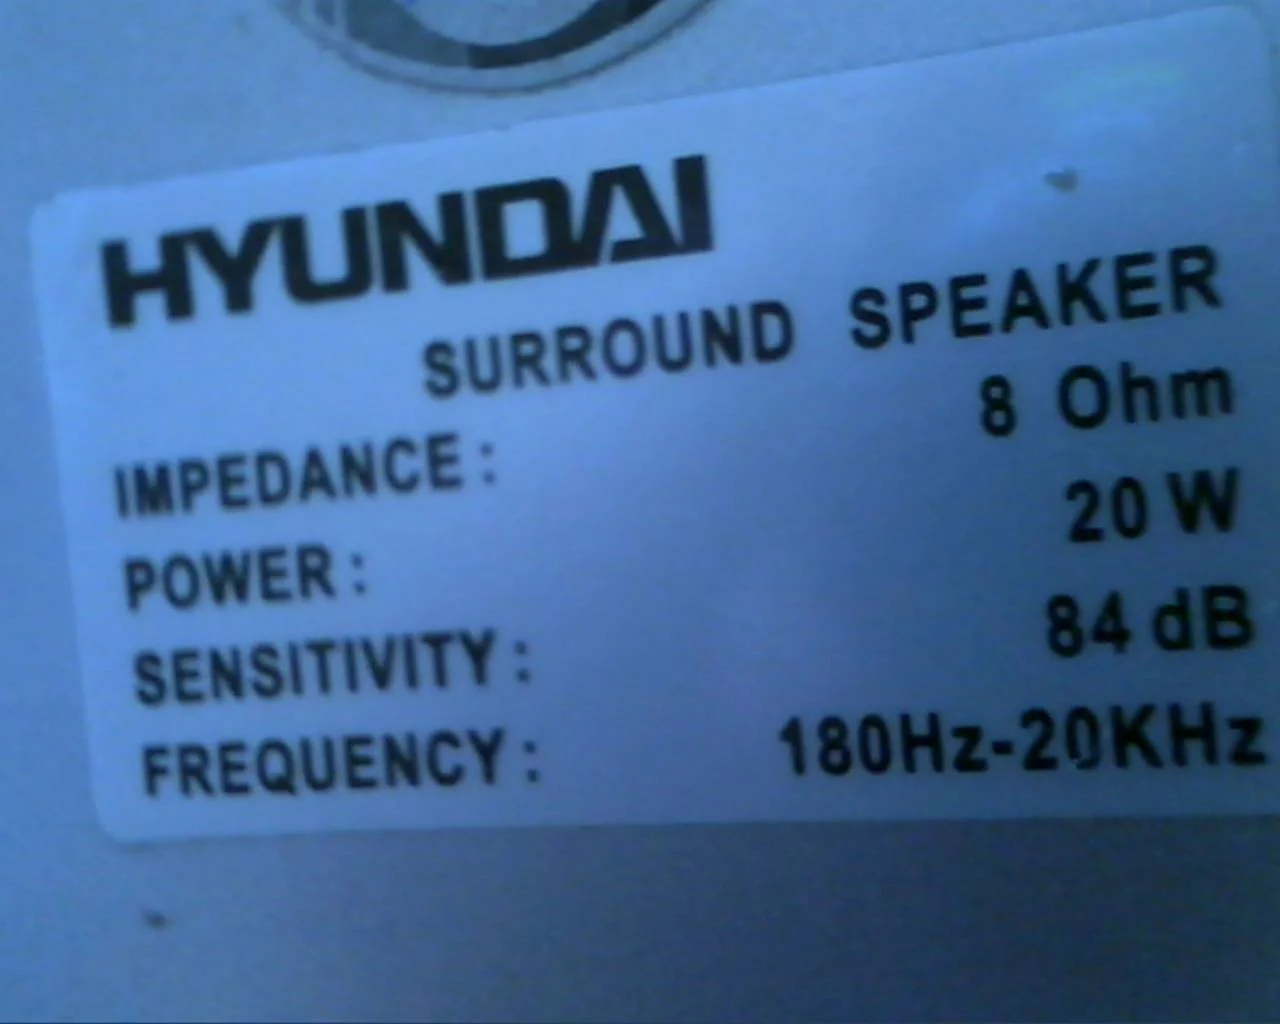 HYUNDAI
SURROUND SPEAKER
IMPEDANCE: 8 Ohm
POWER: 20 W
SENSITIVITY: 84 dB
FREQUENCY: 180Hz-20KHz